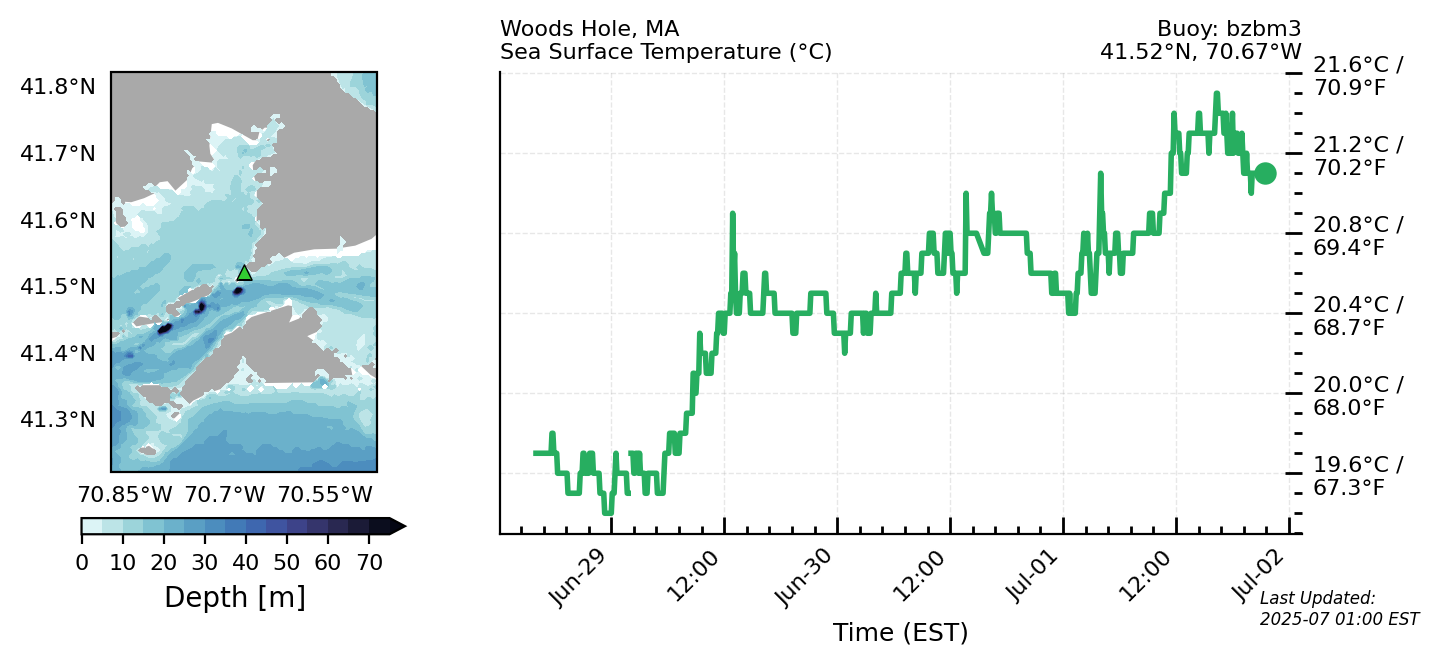 Woods Hole, MA
Sea Surface Temperature (°C)
Buoy: bzbm3
41.52°N, 70.67°W
41.8°N
41.7°N
41.6°N
41.5°N
41.4°N
41.3°N
70.85°W 70.7°W 70.55°W
0 10 20 30 40 50 60 70
Depth [m]
21.6°C /
70.9°F
21.2°C /
70.2°F
20.8°C /
69.4°F
20.4°C /
68.7°F
20.0°C /
68.0°F
19.6°C /
67.3°F
Jun-29
12:00
Jun-30
12:00
Jul-01
12:00
Jul-02
Time (EST)
Last Updated:
2025-07 01:00 EST